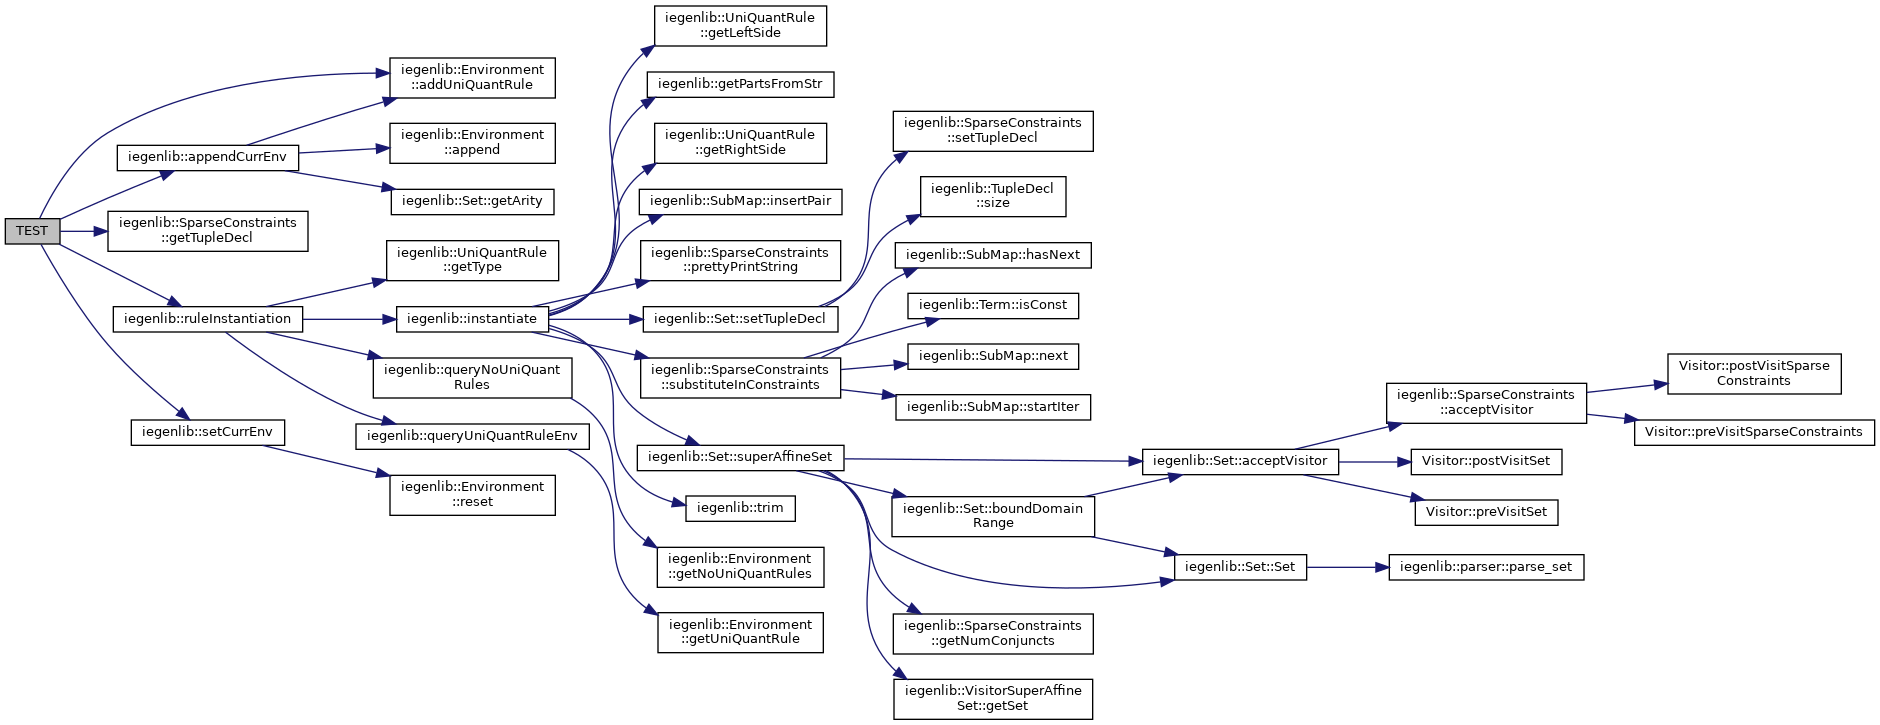 TEST
iegenlib::Environment
::addUniQuantRule
iegenlib::appendCurrEnv
iegenlib::Environment
::append
iegenlib::Set::getArity
iegenlib::SparseConstraints
::getTupleDecl
iegenlib::ruleInstantiation
iegenlib::UniQuantRule
::getType
iegenlib::instantiate
iegenlib::queryNoUniQuant
Rules
iegenlib::queryUniQuantRuleEnv
iegenlib::setCurrEnv
iegenlib::Environment
::reset
iegenlib::UniQuantRule
::getLeftSide
iegenlib::getPartsFromStr
iegenlib::UniQuantRule
::getRightSide
iegenlib::SubMap::insertPair
iegenlib::SparseConstraints
::prettyPrintString
iegenlib::Set::setTupleDecl
iegenlib::SparseConstraints
::substituteInConstraints
iegenlib::Set::superAffineSet
iegenlib::trim
iegenlib::Environment
::getNoUniQuantRules
iegenlib::Environment
::getUniQuantRule
iegenlib::SparseConstraints
::setTupleDecl
iegenlib::TupleDecl
::size
iegenlib::SubMap::hasNext
iegenlib::Term::isConst
iegenlib::SubMap::next
iegenlib::SubMap::startIter
iegenlib::Set::boundDomain
Range
iegenlib::SparseConstraints
::getNumConjuncts
iegenlib::VisitorSuperAffine
Set::getSet
iegenlib::Set::acceptVisitor
iegenlib::Set::Set
iegenlib::SparseConstraints
::acceptVisitor
Visitor::postVisitSet
Visitor::preVisitSet
iegenlib::parser::parse_set
Visitor::postVisitSparse
Constraints
Visitor::preVisitSparseConstraints